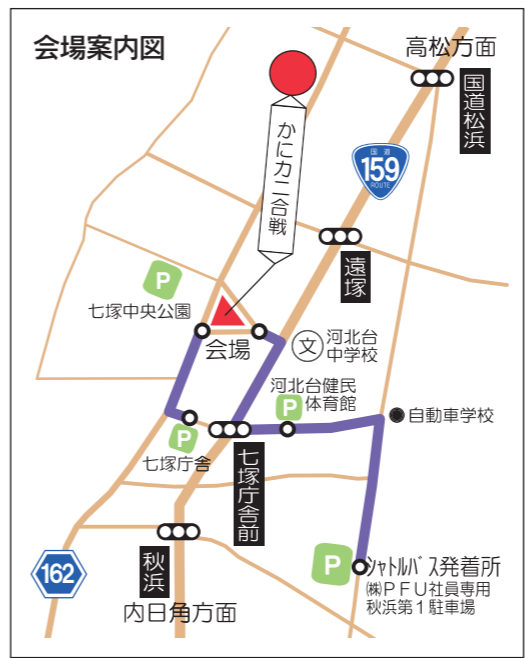 会場案内図
高松方面
国道松浜
かにカニ合戦
国道
159
ROUTE
遠塚
P
七塚中央公園
会場
文
河北台
中学校
河北台健民
体育館
P
自動車学校
P
七塚庁舎
七塚庁舎前
162
秋浜
内日角方面
P
シャトルバス発着所
㈱PFU社員専用
秋浜第1駐車場